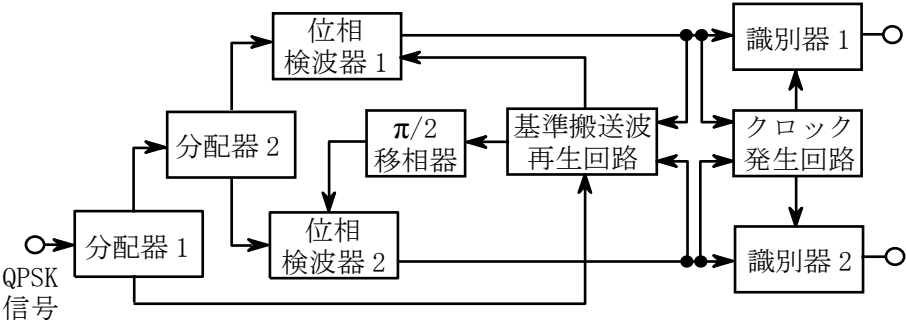 位相
検波器 1
識別器 1
分配器 2
π/2
移相器
基準搬送波
再生回路
クロック
発生回路
分配器 1
位相
検波器 2
識別器 2
QPSK
信号